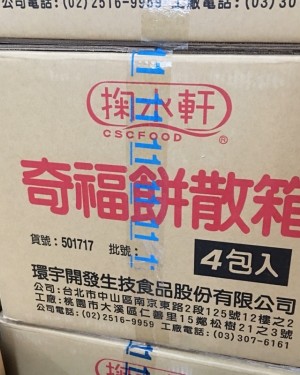 公司電話：(02) 2516-9959 工廠電話：(03) 30
掬水軒
CSCFOOD ®
奇福餅散箱
貨號：501717 批號：
4包入
環宇開發生技食品股份有限公司
公司：台北市中山區南京東路2段125號12樓之2
工廠：桃園市大溪區仁善里15鄰松樹21之3號
公司電話：(02) 2516-9959 工廠電話：(03) 307-6161
掬水軒